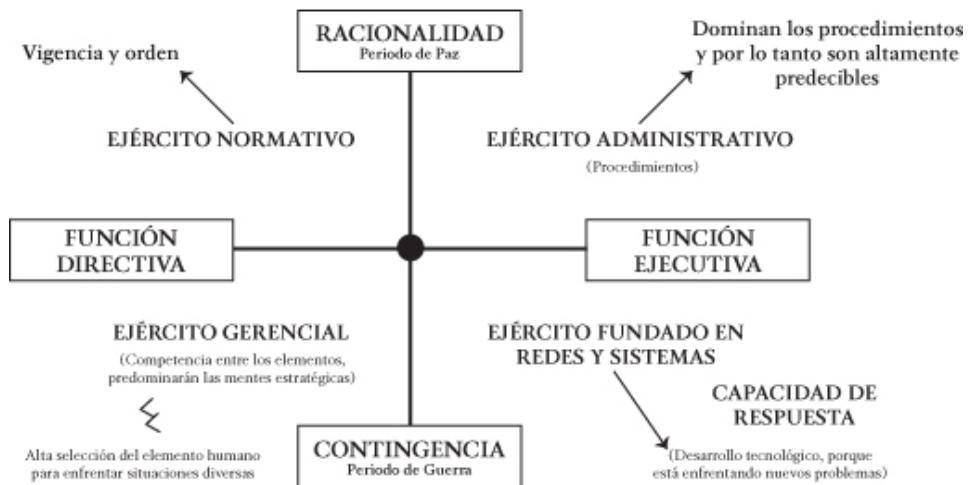 RACIONALIDAD
Periodo de Paz
Vigencia y orden
Dominan los procedimientos
y por lo tanto son altamente
predecibles
EJÉRCITO NORMATIVO
EJÉRCITO ADMINISTRATIVO
(Procedimientos)
FUNCIÓN
DIRECTIVA
FUNCIÓN
EJECUTIVA
EJÉRCITO GERENCIAL
(Competencia entre los elementos,
predominarán las mentes estratégicas)
Alta selección del elemento humano
para enfrentar situaciones diversas
EJÉRCITO FUNDADO EN
REDES Y SISTEMAS
CAPACIDAD DE
RESPUESTA
(Desarrollo tecnológico, porque
está enfrentando nuevos problemas)
CONTINGENCIA
Periodo de Guerra